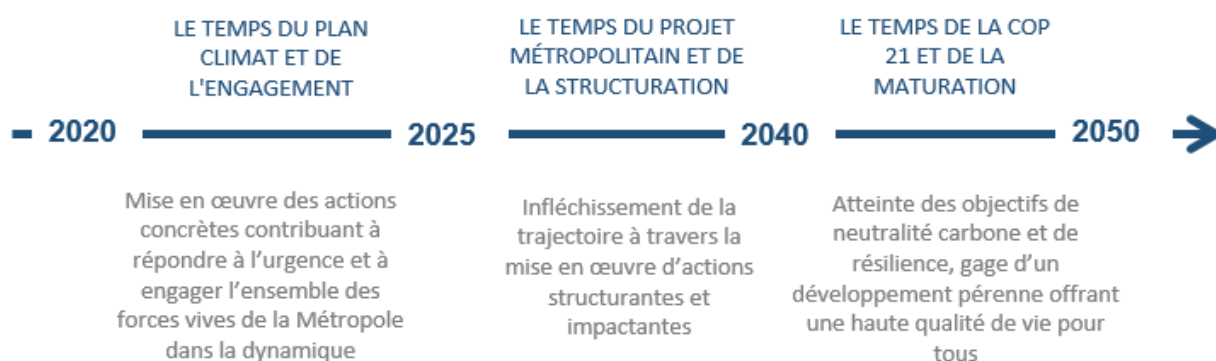 LE TEMPS DU PLAN
CLIMAT ET DE
L'ENGAGEMENT
LE TEMPS DU PROJET
MÉTROPOLITAIN ET DE
LA STRUCTURATION
LE TEMPS DE LA COP
21 ET DE LA
MATURATION
2020
2025
2040
2050
Mise en œuvre des actions
concrètes contribuant à
répondre à l’urgence et à
engager l’ensemble des
forces vives de la Métropole
dans la dynamique
Infléchissement de la
trajectoire à travers la
mise en œuvre d’actions
structurantes et
impactantes
Atteinte des objectifs de
neutralité carbone et de
résilience, gage d’un
développement pérenne offrant
une haute qualité de vie pour
tous